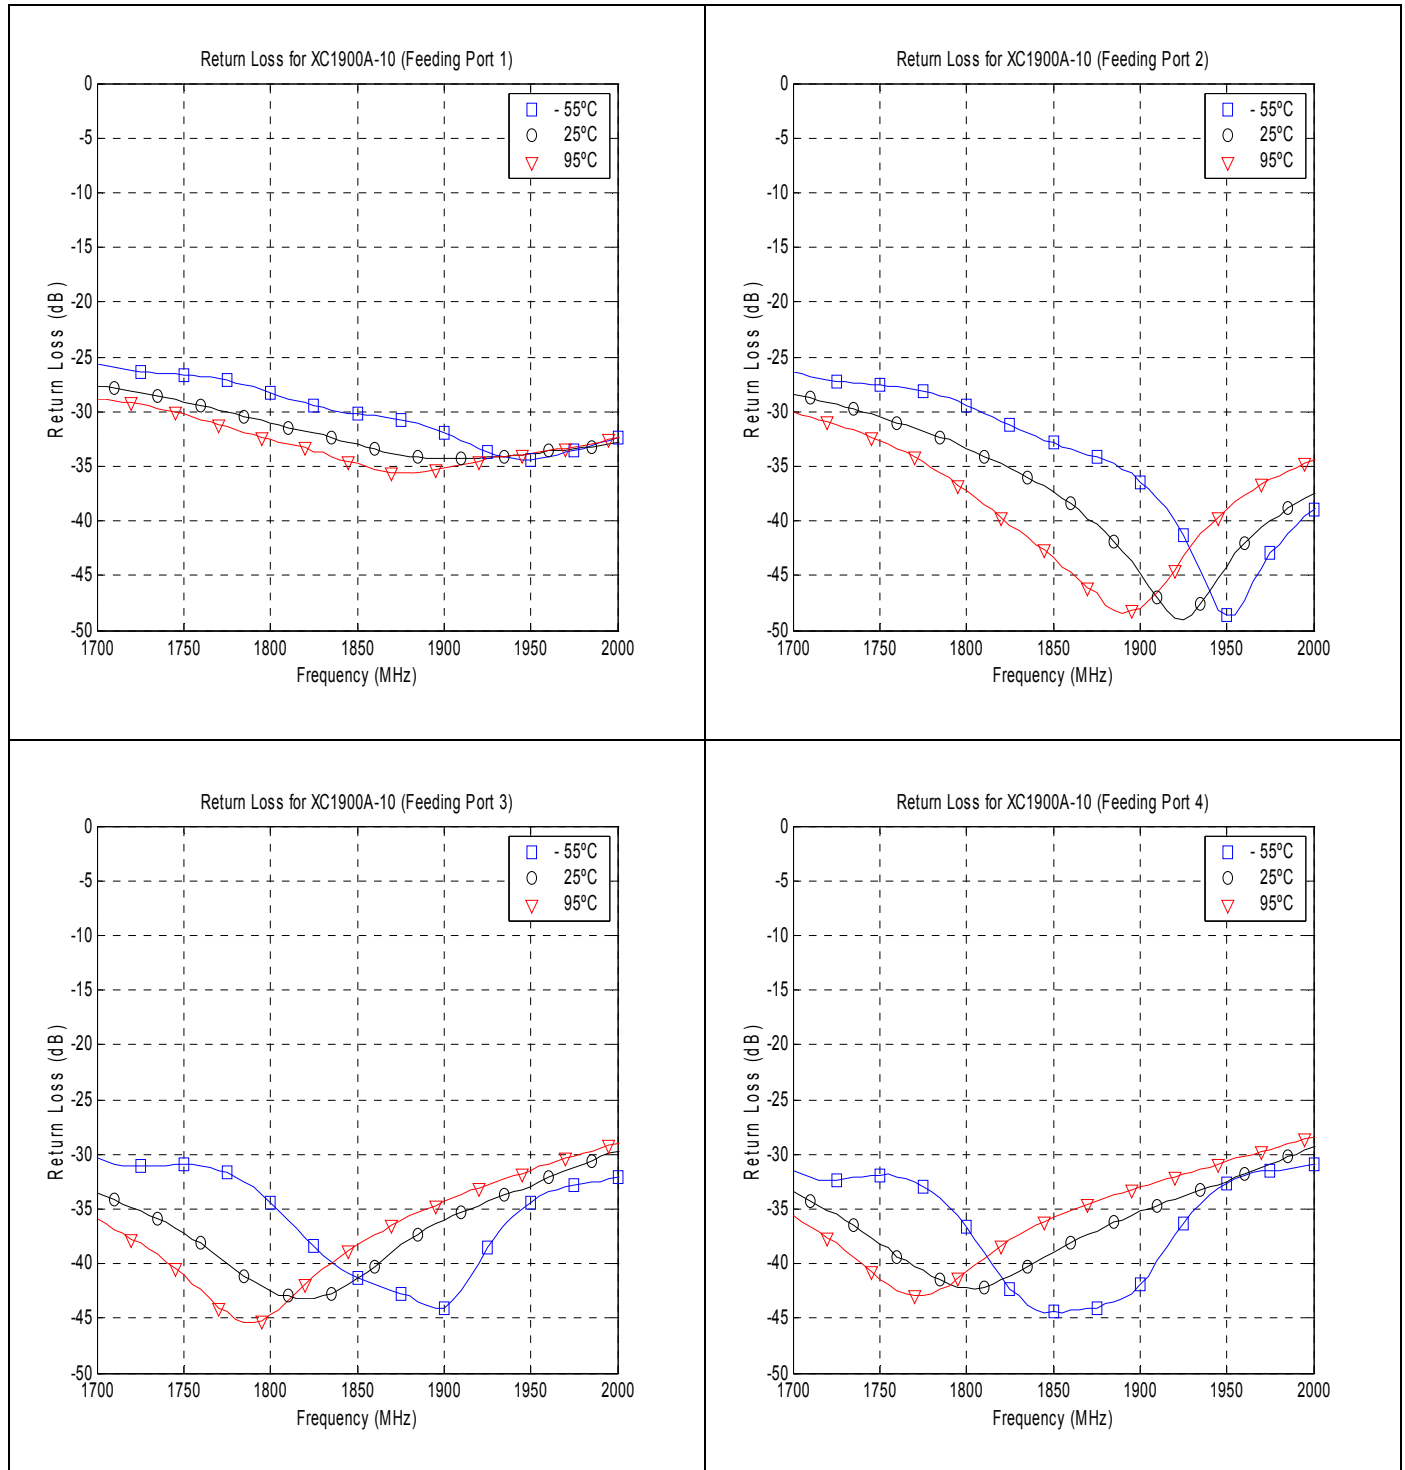 Return Loss for XC1900A-10 (Feeding Port 1)
0
-5
-10
-15
-20
-25
-30
-35
-40
-45
-50
Return Loss (dB)
- 55ºC
25ºC
95ºC
1700 1750 1800 1850 1900 1950 2000
Frequency (MHz)
Return Loss for XC1900A-10 (Feeding Port 2)
0
-5
-10
-15
-20
-25
-30
-35
-40
-45
-50
Return Loss (dB)
- 55ºC
25ºC
95ºC
1700 1750 1800 1850 1900 1950 2000
Frequency (MHz)
Return Loss for XC1900A-10 (Feeding Port 3)
0
-5
-10
-15
-20
-25
-30
-35
-40
-45
-50
Return Loss (dB)
- 55ºC
25ºC
95ºC
1700 1750 1800 1850 1900 1950 2000
Frequency (MHz)
Return Loss for XC1900A-10 (Feeding Port 4)
0
-5
-10
-15
-20
-25
-30
-35
-40
-45
-50
Return Loss (dB)
- 55ºC
25ºC
95ºC
1700 1750 1800 1850 1900 1950 2000
Frequency (MHz)